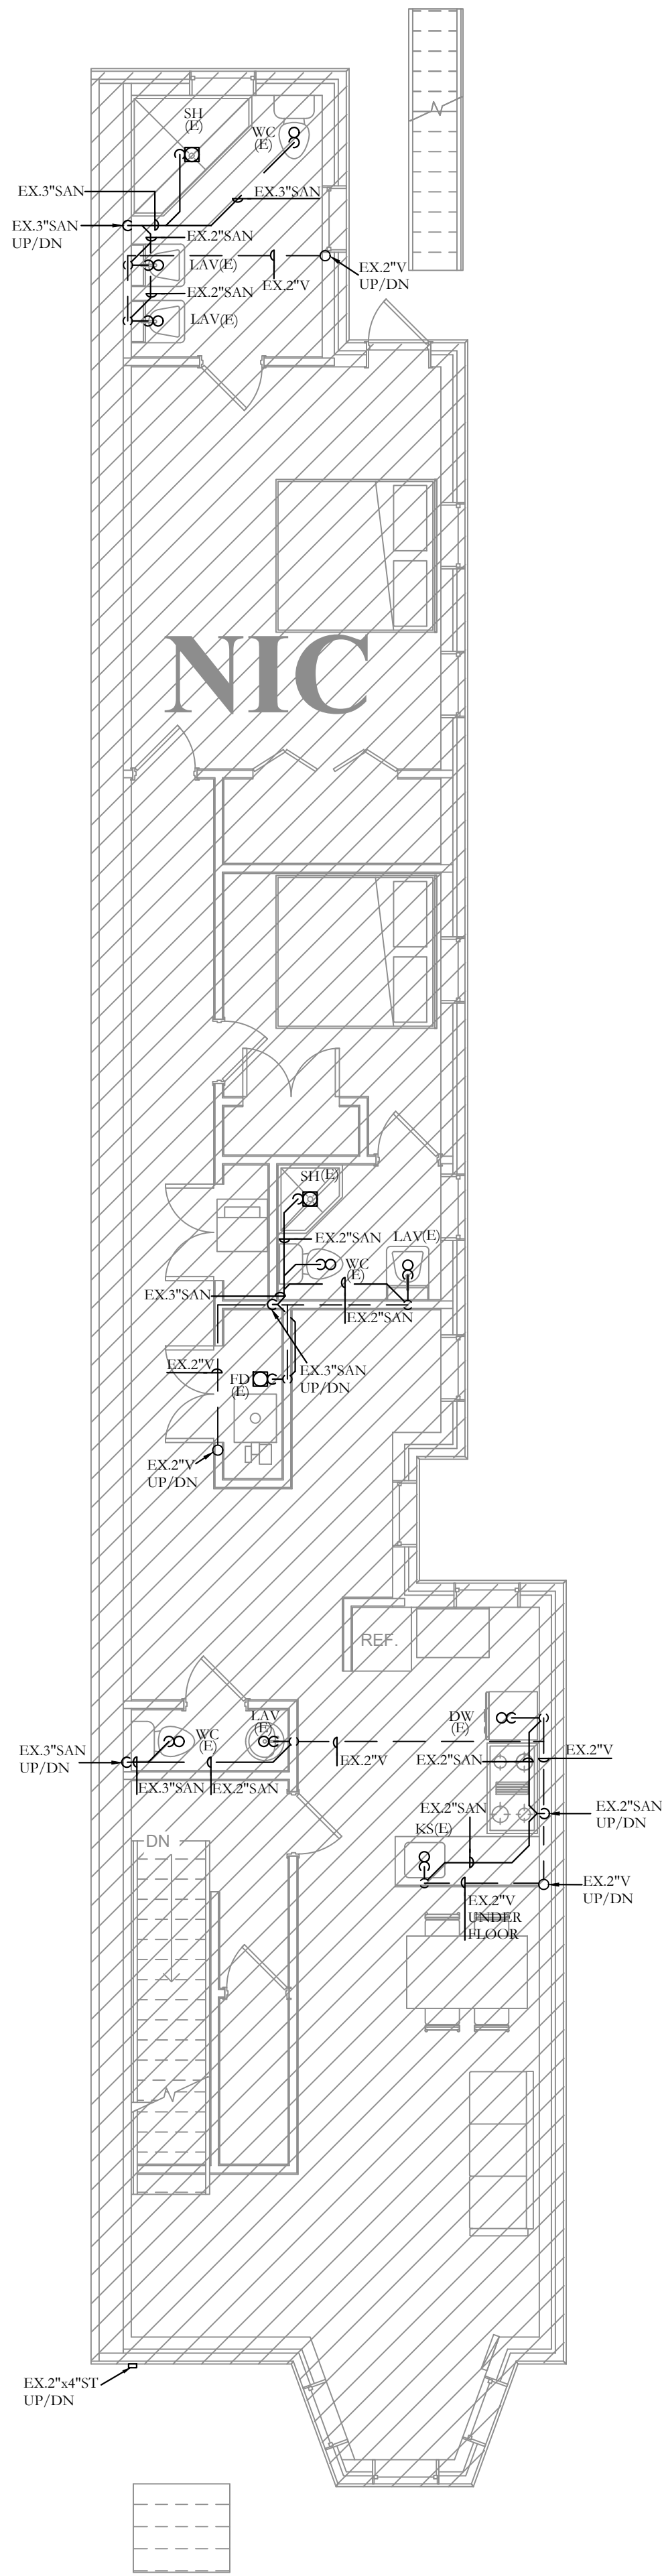 SH
(E)
WC
(E)
EX.3"SAN
EX.3"SAN
EX.3"SAN
UP/DN
EX.2"SAN
LAV(E)
EX.2"V
EX.2"V
UP/DN
EX.2"SAN
LAV(E)
NIC
SH(E)
EX.2"SAN
LAV(E)
WC
(E)
EX.3"SAN
EX.2"SAN
EX.2"V
FD
(E)
EX.3"SAN
UP/DN
EX.2"V
UP/DN
REF.
LAV
(E)
DW
(E)
WC
(E)
EX.3"SAN
UP/DN
EX.2"V
EX.2"SAN
EX.2"V
EX.3"SAN
EX.2"SAN
EX.2"SAN
EX.2"SAN
UP/DN
KS(E)
DN
EX.2"V
UP/DN
EX.2"V
UNDER
FLOOR
EX.2"x4"ST
UP/DN